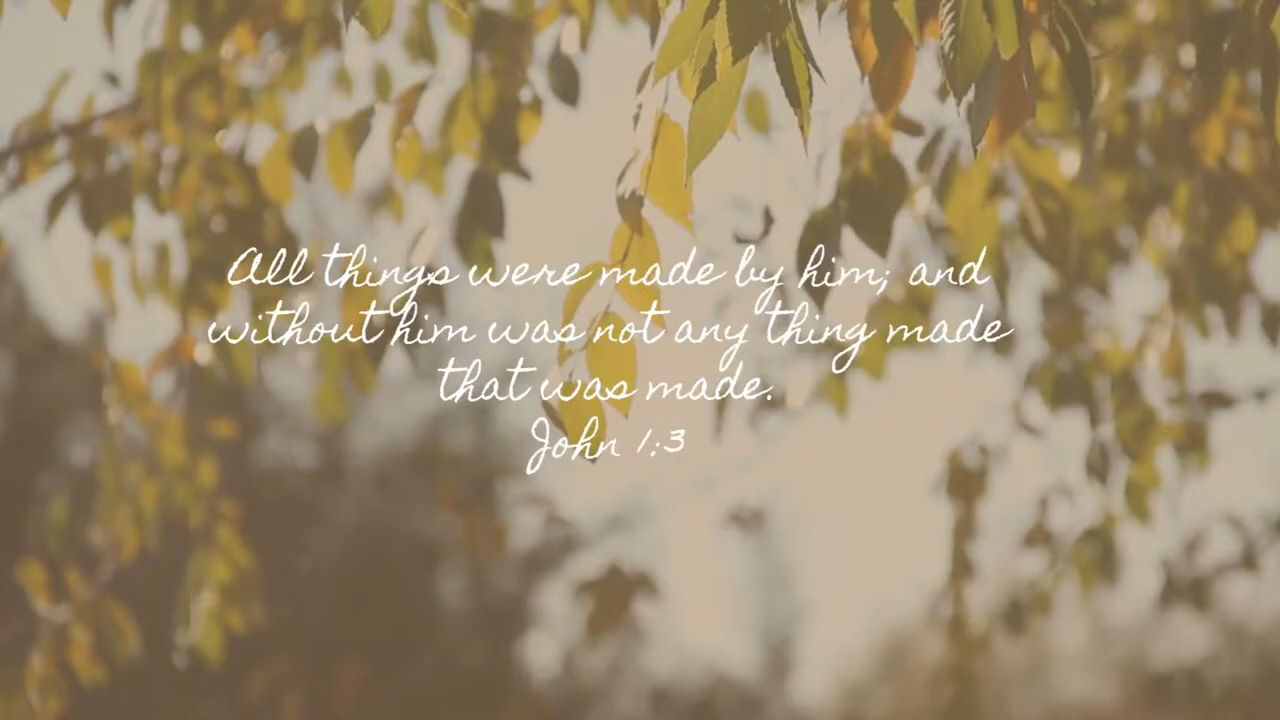 All things were made by him; and
without him was not any thing made
that was made.
John 1:3